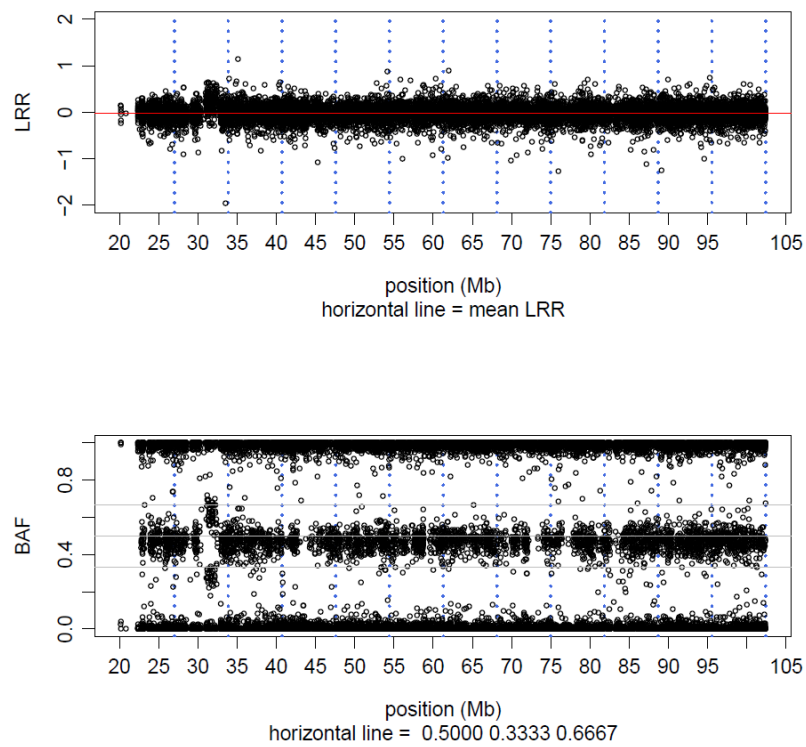 2
1
0
−1
−2
LRR
20 25 30 35 40 45 50 55 60 65 70 75 80 85 90 95 105
position (Mb)
horizontal line = mean LRR
0.8
0.4
0.0
BAF
20 25 30 35 40 45 50 55 60 65 70 75 80 85 90 95 105
position (Mb)
horizontal line = 0.5000 0.3333 0.6667